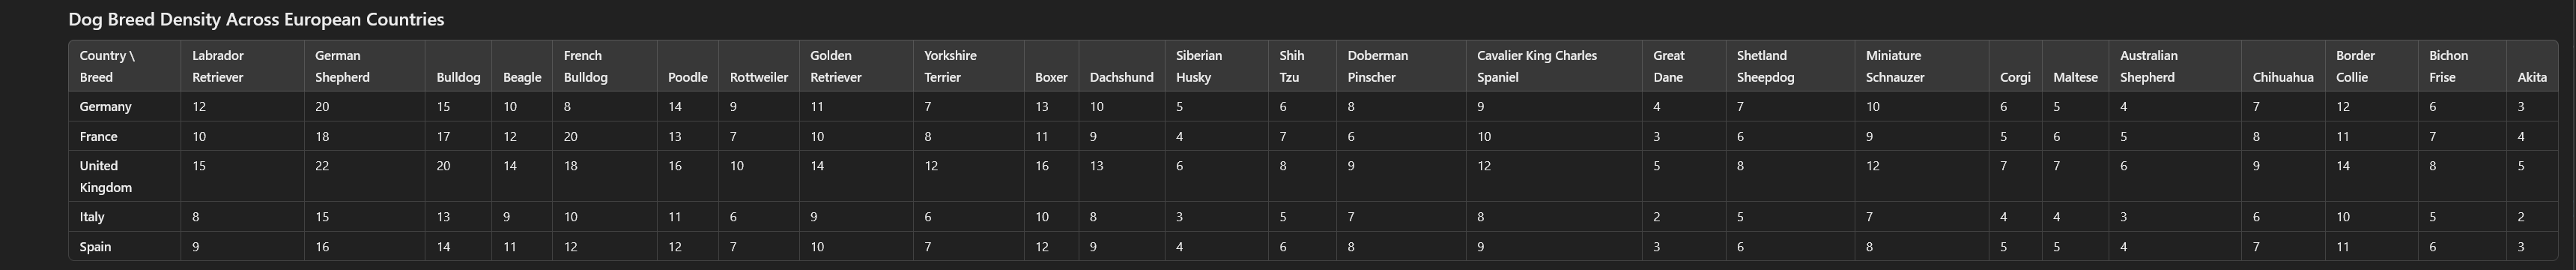 Dog Breed Density Across European Countries
Country \ Breed Labrador Retriever German Shepherd Bulldog Beagle French Bulldog Poodle Rottweiler Golden Retriever Yorkshire Terrier Boxer Dachshund Siberian Husky Shih Tzu Doberman Pinscher Cavalier King Charles Spaniel Great Dane Shetland Sheepdog Miniature Schnauzer Corgi Maltese Australian Shepherd Chihuahua Border Collie Bichon Frise Akita
Germany 12 20 15 10 8 14 9 11 7 13 10 5 6 8 9 4 7 10 6 5 4 7 12 6 3
France 10 18 17 12 20 13 7 10 8 11 9 4 7 6 10 3 6 9 5 6 5 8 11 7 4
United Kingdom 15 22 20 14 18 16 10 14 12 16 13 6 8 9 12 5 8 12 7 7 6 9 14 8 5
Italy 8 15 13 9 10 11 6 9 6 10 8 3 5 7 8 2 5 7 4 4 3 6 10 5 2
Spain 9 16 14 11 12 12 7 10 7 12 9 4 6 8 9 3 6 8 5 5 4 7 11 6 3